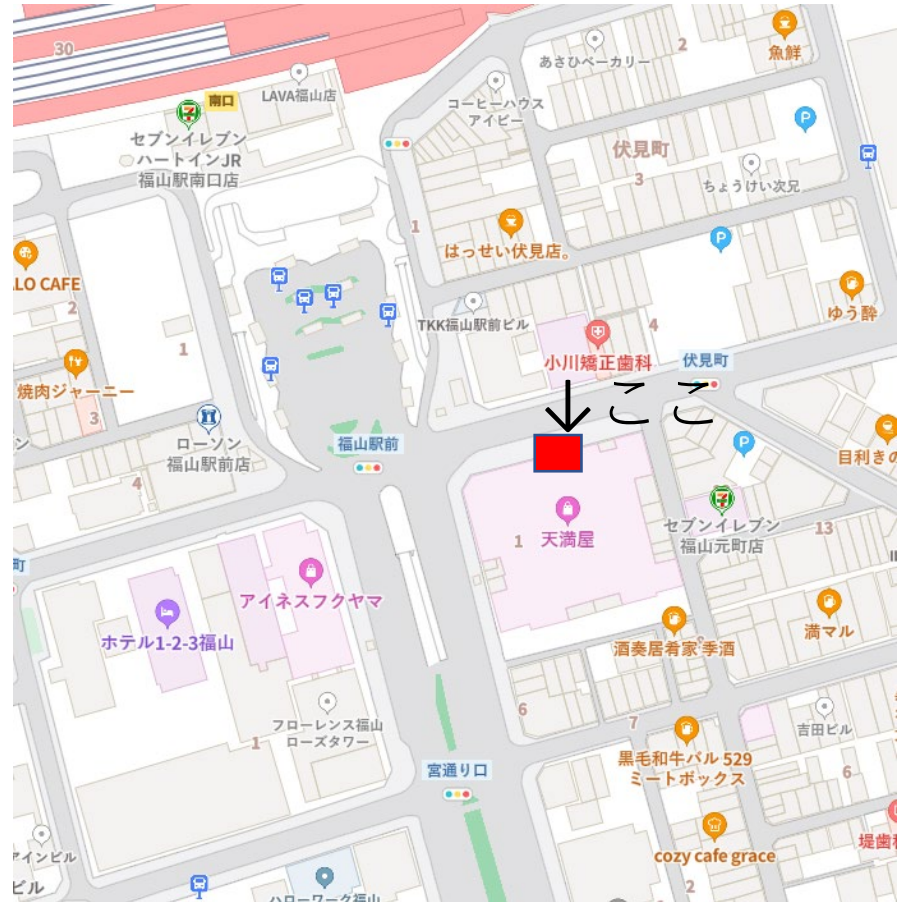 30
2
魚鮮
あさひベーカリー
LAVA福山店
南口
コーヒーハウス
アイビー
セブンイレブン
ハートインJR
福山駅南口店
P
伏見町
3
ちょうけい次兄
1
はっせい伏見店。
P
LO CAFE
2
TKK福山駅前ビル
4
ゆう酔
1
小川矯正歯科
伏見町
焼肉ジャーニー
3
ここ
ローソン
福山駅前店
福山駅前
P
目利きの
ン
4
1
天満屋
セブンイレブン
福山元町店
13
町
アイネスフクヤマ
ホテル1-2-3福山
酒奏居肴家 季酒
満マル
6
7
フローレンス福山
ローズタワー
1
吉田ビル
黒毛和牛バル 529
ミートボックス
宮通り口
6
アインビル
cozy cafe grace
堤歯科
ビル
ハローワーク福山
2